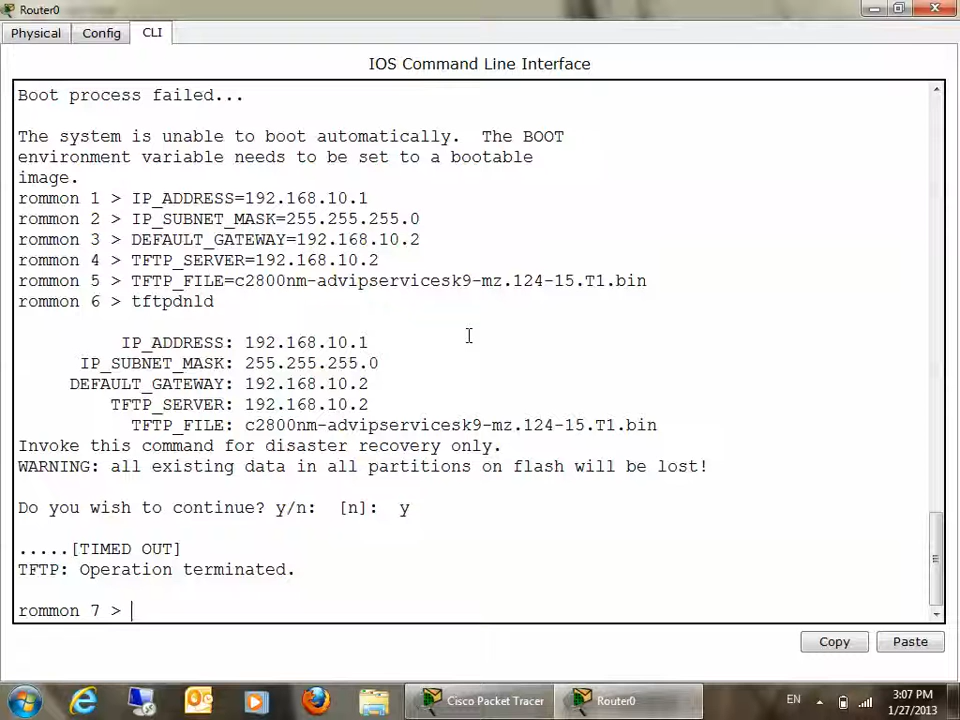 Router0
Physical
Config
CLI
IOS Command Line Interface
Boot process failed...
The system is unable to boot automatically.  The BOOT
environment variable needs to be set to a bootable
image.
rommon 1 > IP_ADDRESS=192.168.10.1
rommon 2 > IP_SUBNET_MASK=255.255.255.0
rommon 3 > DEFAULT_GATEWAY=192.168.10.2
rommon 4 > TFTP_SERVER=192.168.10.2
rommon 5 > TFTP_FILE=c2800nm-advipservicesk9-mz.124-15.T1.bin
rommon 6 > tftpdnld
IP_ADDRESS: 192.168.10.1
IP_SUBNET_MASK: 255.255.255.0
DEFAULT_GATEWAY: 192.168.10.2
TFTP_SERVER: 192.168.10.2
TFTP_FILE: c2800nm-advipservicesk9-mz.124-15.T1.bin
Invoke this command for disaster recovery only.
WARNING: all existing data in all partitions on flash will be lost!
Do you wish to continue? y/n:  [n]:  y
.....[TIMED OUT]
TFTP: Operation terminated.
rommon 7 >
Copy
Paste
Cisco Packet Tracer
Router0
EN
3:07 PM
1/27/2013